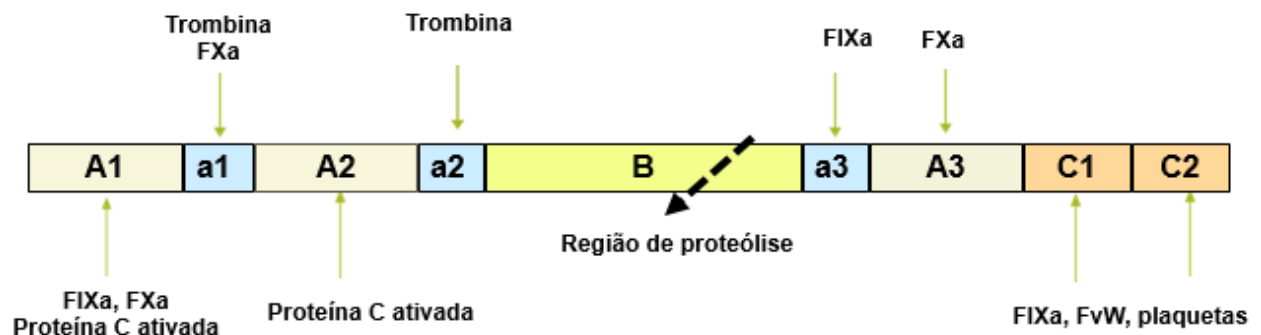 Trombina
FXa
Trombina
FIXa
FXa
A1
a1
A2
a2
B
a3
A3
C1
C2
Região de proteólise
FIXa, FXa
Proteína C ativada
Proteína C ativada
FIXa, FvW, plaquetas